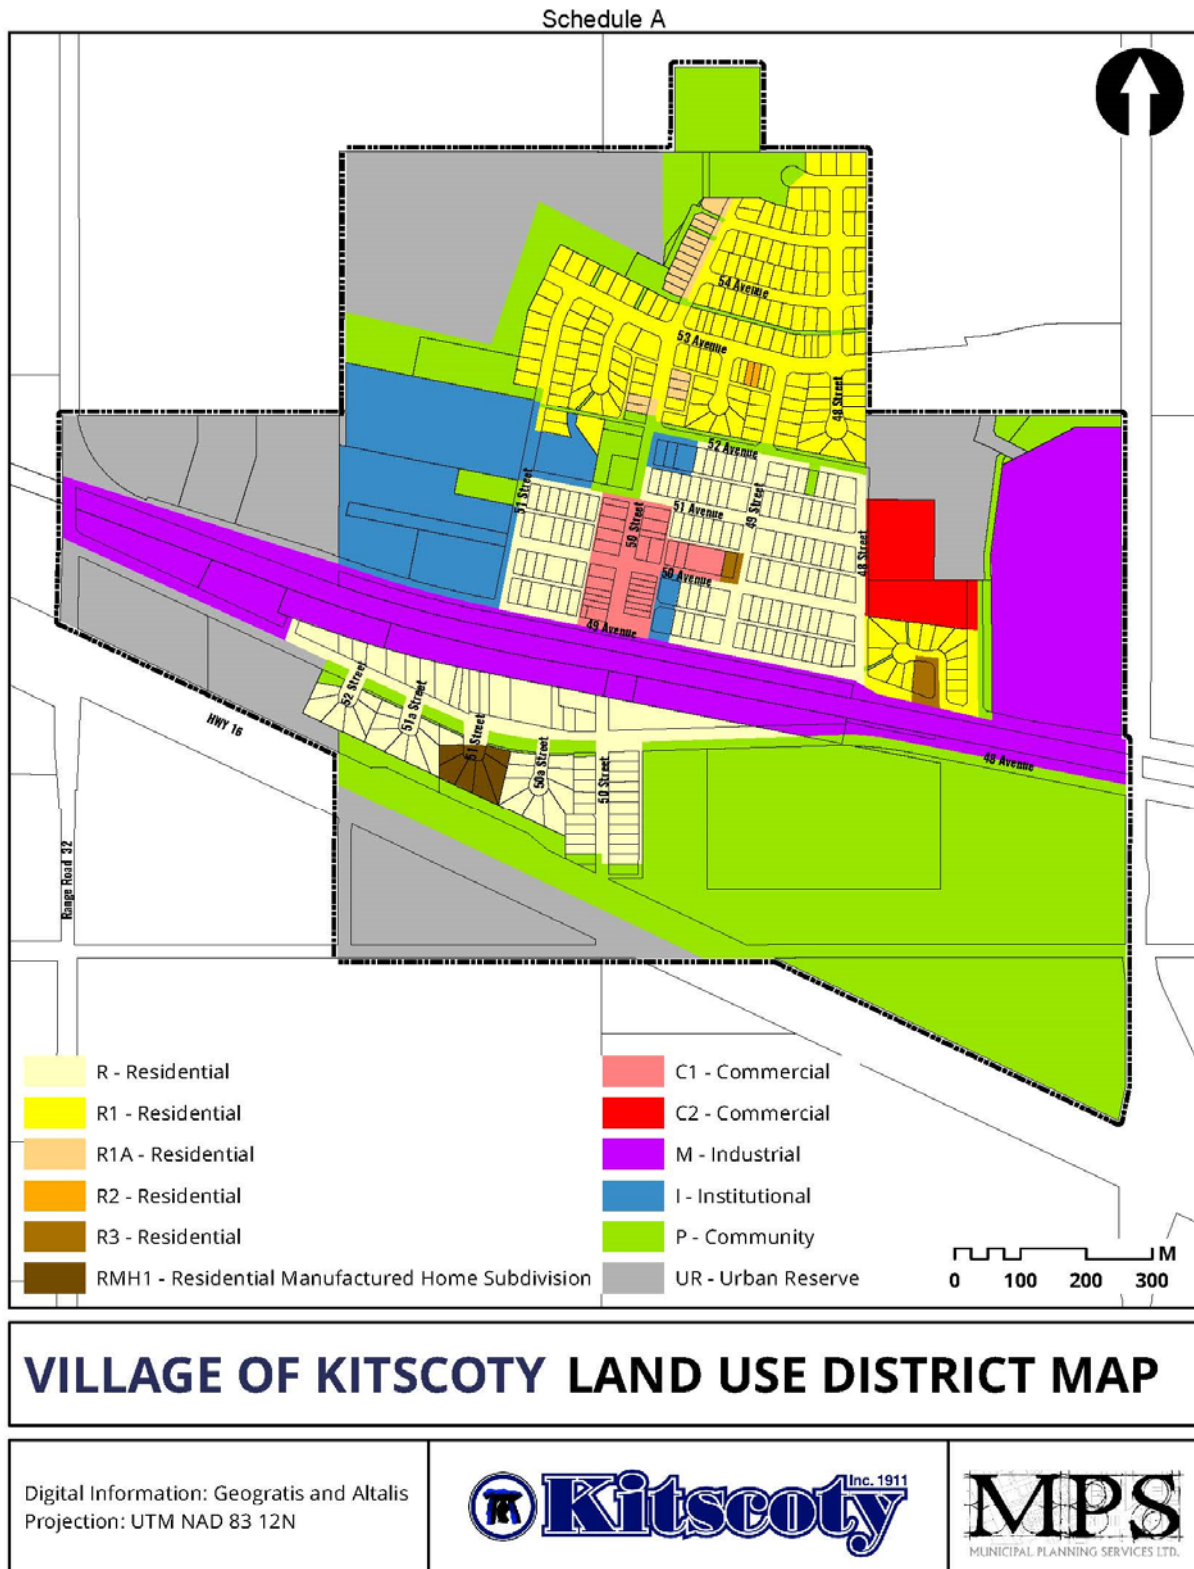 Schedule A
54 Avenue
53 Avenue
48 Street
52 Avenue
51 Street
50 Street
51 Avenue
49 Street
48 Street
50 Avenue
49 Avenue
52 Street
51a Street
51 Street
50a Street
50 Street
HWY 16
48 Avenue
Range Road 32
R - Residential
R1 - Residential
R1A - Residential
R2 - Residential
R3 - Residential
RMH1 - Residential Manufactured Home Subdivision
C1 - Commercial
C2 - Commercial
M - Industrial
I - Institutional
P - Community
UR - Urban Reserve
M
0 100 200 300
VILLAGE OF KITSCOTY LAND USE DISTRICT MAP
Digital Information: Geogratis and Altalis
Projection: UTM NAD 83 12N
Inc. 1911
Kitscoty
MPS
MUNICIPAL PLANNING SERVICES LTD.